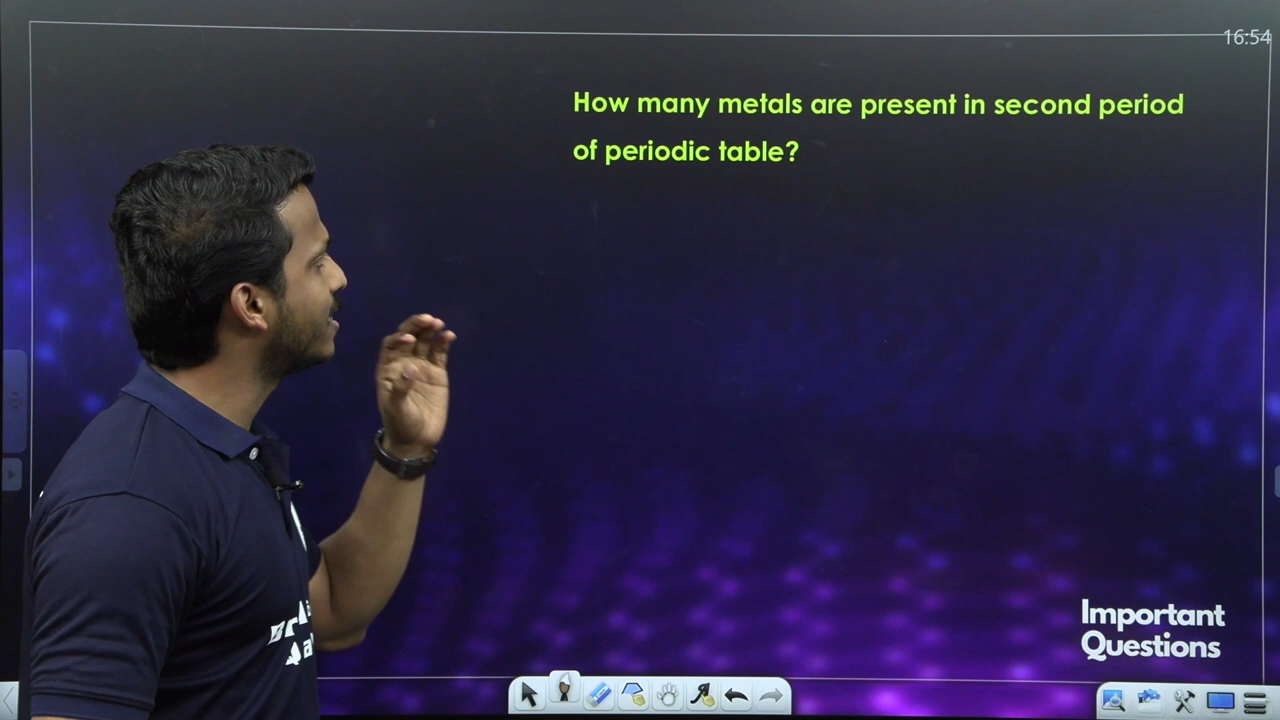 16:54
How many metals are present in second period
of periodic table?
Important
Questions